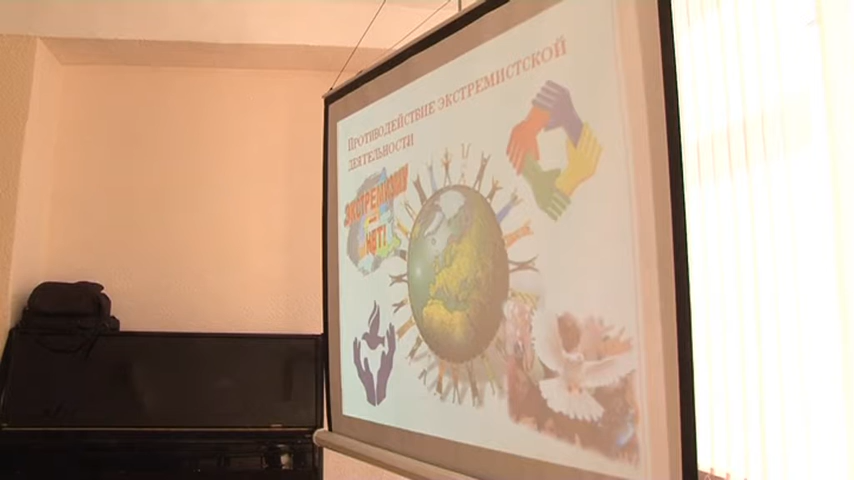 Противодействие экстремистской
деятельности
ЭКСТРЕМИЗМУ
НЕТ!